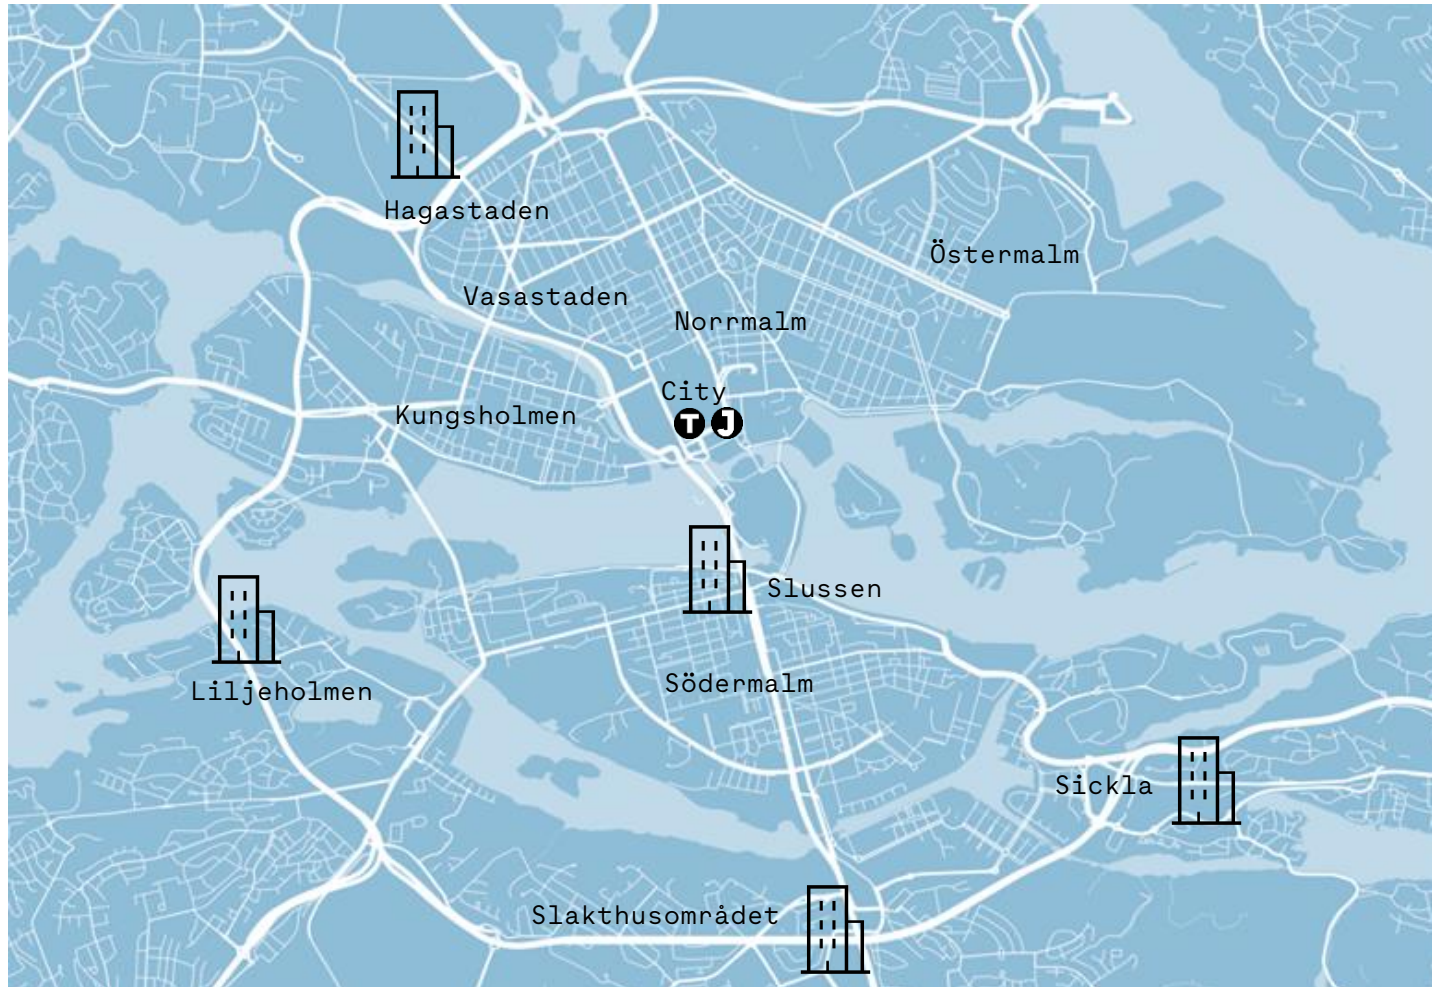 Hagastaden
Östermalm
Vasastaden
Norrmalm
City
Kungsholmen
T J
Slussen
Södermalm
Liljeholmen
Sickla
Slakthusområdet